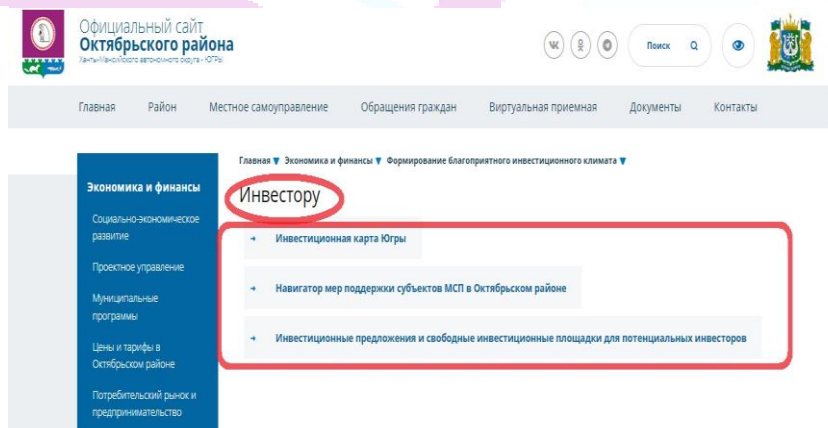 Официальный сайт
Октябрьского района
Ханты-Мансийского автономного округа - ЮГРЫ
Поиск
Главная Район Местное самоуправление Обращения граждан Виртуальная приемная Документы Контакты
Главная Экономика и финансы Формирование благоприятного инвестиционного климата
Экономика и финансы
Социально-экономическое
развитие
Проектное управление
Муниципальные
программы
Цены и тарифы в
Октябрьском районе
Потребительский рынок и
предпринимательство
Инвестору
Инвестиционная карта Югры
Навигатор мер поддержки субъектов МСП в Октябрьском районе
Инвестиционные предложения и свободные инвестиционные площадки для потенциальных инвесторов